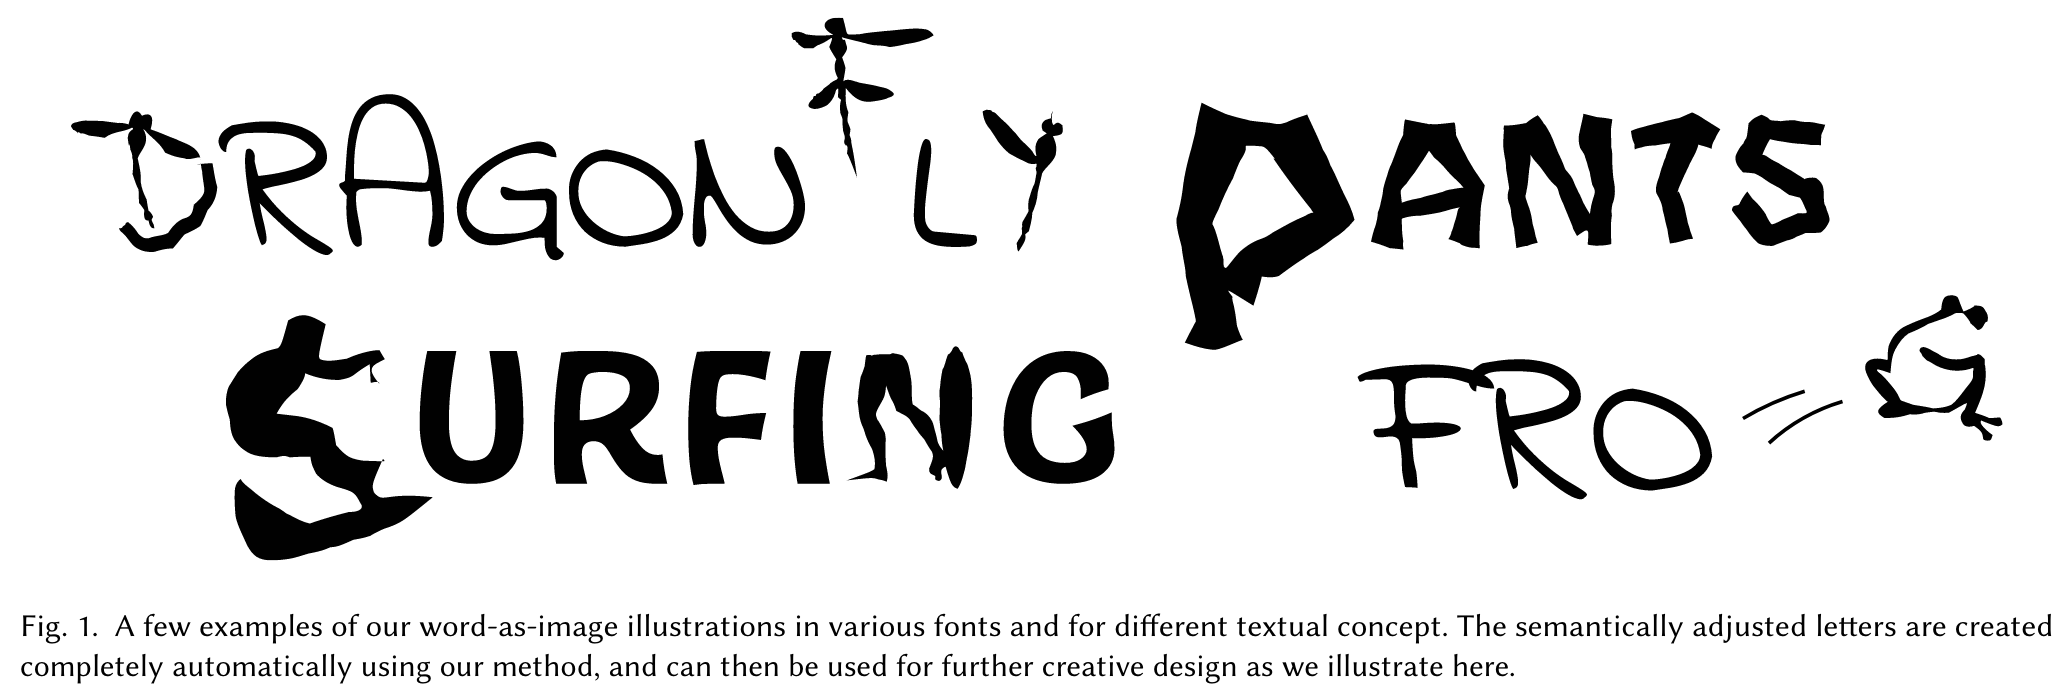 DRAGONFLY PANTS
SURFING FROG
Fig. 1. A few examples of our word-as-image illustrations in various fonts and for different textual concept. The semantically adjusted letters are created
completely automatically using our method, and can then be used for further creative design as we illustrate here.